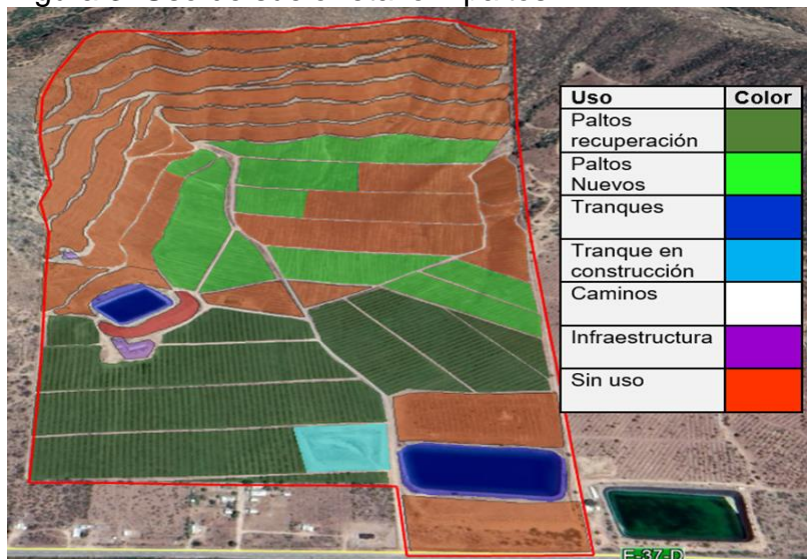 Uso Color
Paltos
recuperación
Paltos
Nuevos
Tranques
Tranque en
construcción
Caminos
Infraestructura
Sin uso
E-37-D